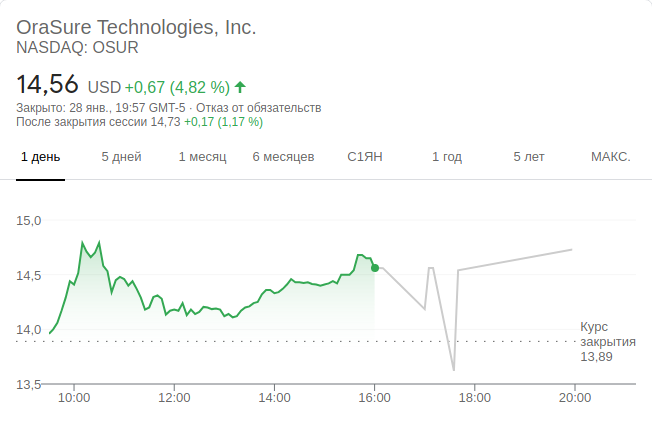 OraSure Technologies, Inc.
NASDAQ: OSUR
14,56 USD +0,67 (4,82 %)
Закрыто: 28 янв., 19:57 GMT-5 · Отказ от обязательств
После закрытия сессии 14,73 +0,17 (1,17 %)
1 день 5 дней 1 месяц 6 месяцев С1ЯН 1 год 5 лет МАКС.
15,0
14,5
14,0
Курс
закрытия
13,89
13,5
10:00 12:00 14:00 16:00 18:00 20:00